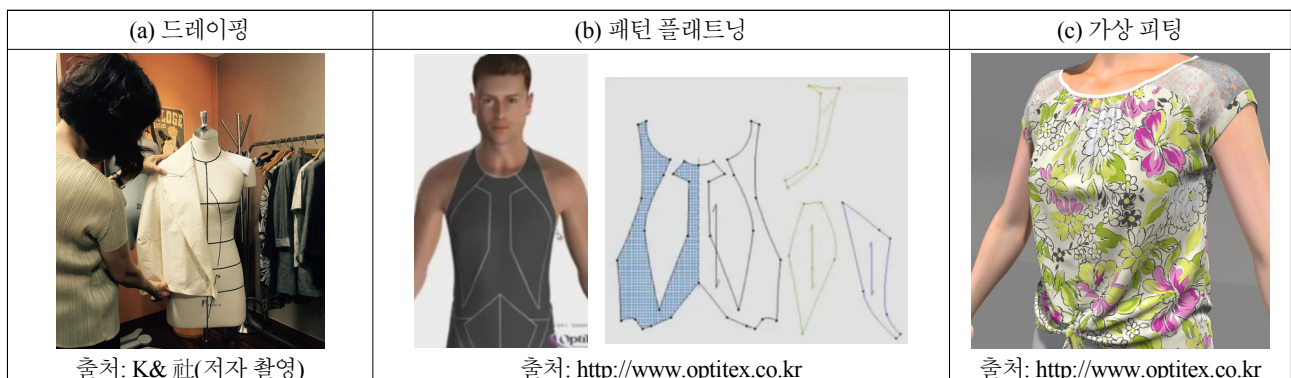 (a) 드레이핑
(b) 패턴 플래트닝
(c) 가상 피팅
출처: K& 社(저자 촬영)
출처: http://www.optitex.co.kr
출처: http://www.optitex.co.kr